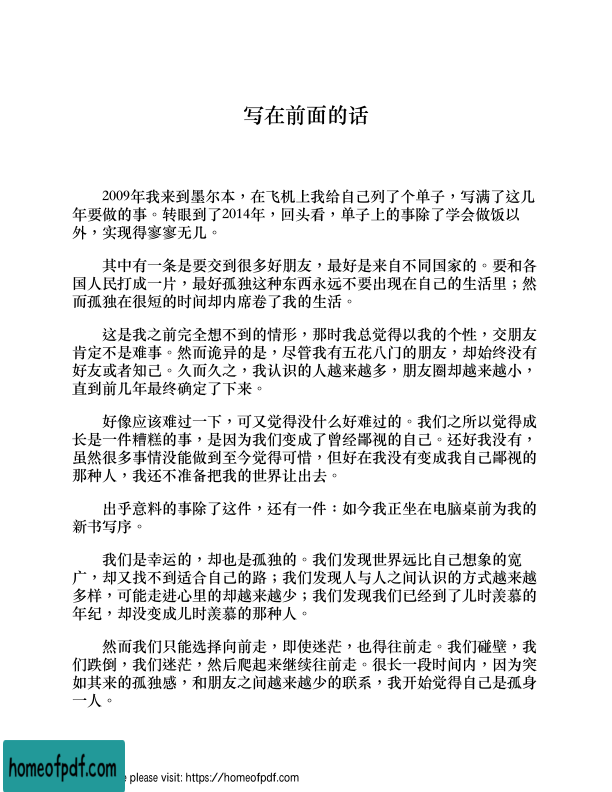 写在前面的话
2009年我来到墨尔本，在飞机上我给自己列了个单子，写满了这几
年要做的事。转眼到了2014年，回头看，单子上的事除了学会做饭以
外，实现得寥寥无几。
其中有一条是要交到很多好朋友，最好是来自不同国家的。要和各
国人民打成一片，最好孤独这种东西永远不要出现在自己的生活里；然
而孤独在很短的时间却内席卷了我的生活。
这是我之前完全想不到的情形，那时我总觉得以我的个性，交朋友
肯定不是难事。然而诡异的是，尽管我有五花八门的朋友，却始终没有
好友或者知己。久而久之，我认识的人越来越多，朋友圈却越来越小，
直到前几年最终确定了下来。
好像应该难过一下，可又觉得没什么好难过的。我们之所以觉得成
长是一件糟糕的事，是因为我们变成了曾经鄙视的自己。还好我没有，
虽然很多事情没能做到至今觉得可惜，但好在我没有变成我自己鄙视的
那种人，我还不准备把我的世界让出去。
出乎意料的事除了这件，还有一件：如今我正坐在电脑桌前为我的
新书写序。
我们是幸运的，却也是孤独的。我们发现世界远比自己想象的宽
广，却又找不到适合自己的路；我们发现人与人之间认识的方式越来越
多样，可能走进心里的却越来越少；我们发现我们已经到了儿时羡慕的
年纪，却没变成儿时羡慕的那种人。
然而我们只能选择向前走，即使迷茫，也得往前走。我们碰壁，我
们跌倒，我们迷茫，然后爬起来继续往前走。很长一段时间内，因为突
如其来的孤独感，和朋友之间越来越少的联系，我开始觉得自己是孤身
一人。
homeofpdf.com
e please visit: https://homeofpdf.com